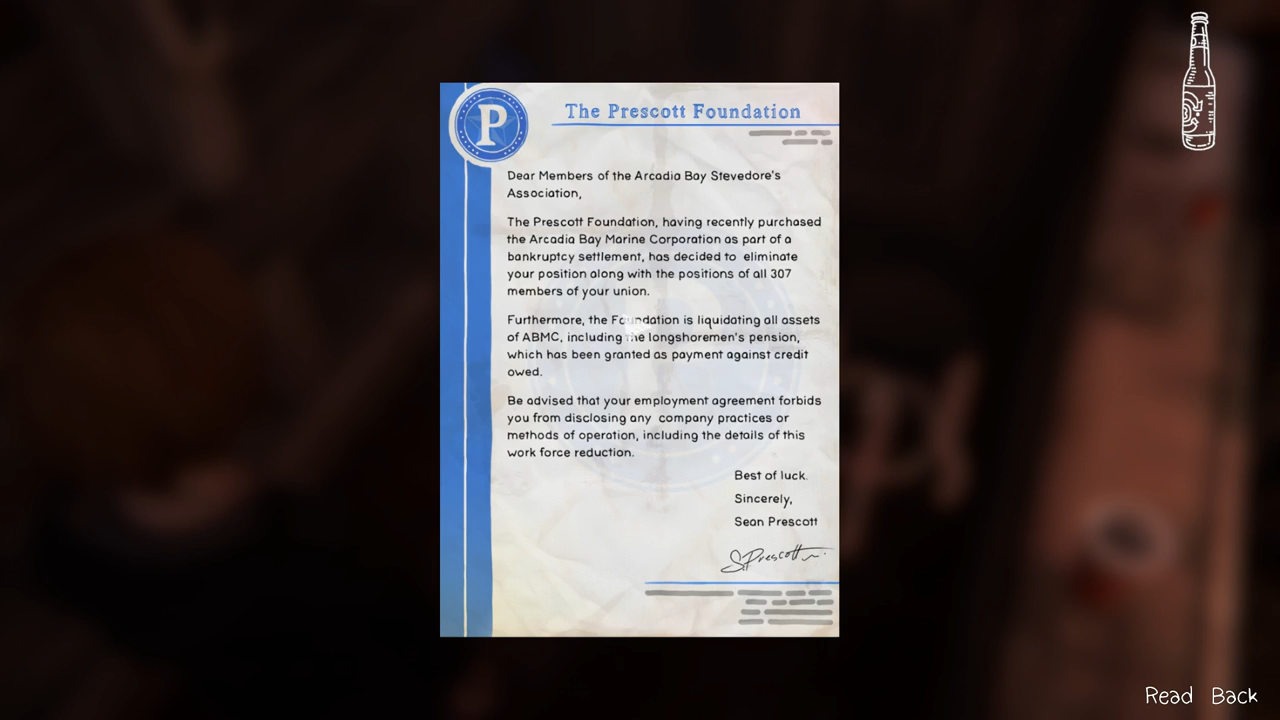 P
The Prescott Foundation
Dear Members of the Arcadia Bay Stevedore's
Association,
The Prescott Foundation, having recently purchased
the Arcadia Bay Marine Corporation as part of a
bankruptcy settlement, has decided to eliminate
your position along with the positions of all 307
members of your union.
Furthermore, the Foundation is liquidating all assets
of ABMC, including the longshoremen's pension,
which has been granted as payment against credit
owed.
Be advised that your employment agreement forbids
you from disclosing any company practices or
methods of operation, including the details of this
work force reduction.
Best of luck.
Sincerely,
Sean Prescott
S. Prescott
Read Back